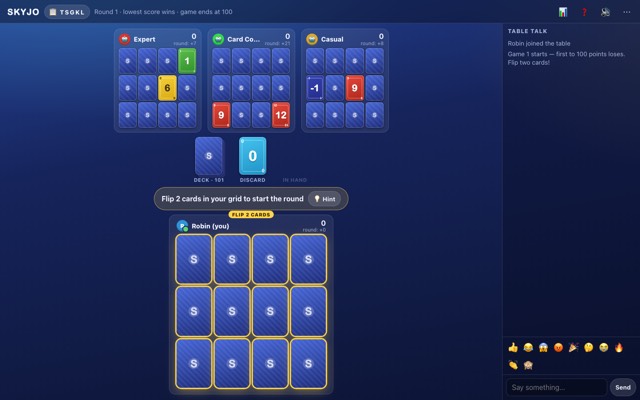 SKYJO
TSGKL
Round 1 · lowest score wins · game ends at 100
Expert
0
round: +7
1
6
Card Co...
0
round: +21
9
12
Casual
0
round: +8
-1
9
S
DECK · 101
0
DISCARD
IN HAND
Flip 2 cards in your grid to start the round
Hint
FLIP 2 CARDS
Robin (you)
0
round: +0
S S S S
S S S S
S S S S
TABLE TALK
Robin joined the table
Game 1 starts — first to 100 points loses.
Flip two cards!
Say something...
Send